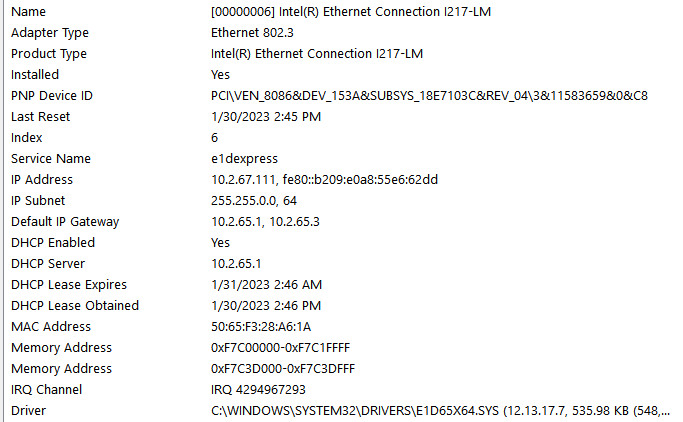 Name [00000006] Intel(R) Ethernet Connection I217-LM
Adapter Type Ethernet 802.3
Product Type Intel(R) Ethernet Connection I217-LM
Installed Yes
PNP Device ID PCI\VEN_8086&DEV_153A&SUBSYS_18E7103C&REV_04\3&11583659&0&C8
Last Reset 1/30/2023 2:45 PM
Index 6
Service Name e1dexpress
IP Address 10.2.67.111, fe80::b209:e0a8:55e6:62dd
IP Subnet 255.255.0.0, 64
Default IP Gateway 10.2.65.1, 10.2.65.3
DHCP Enabled Yes
DHCP Server 10.2.65.1
DHCP Lease Expires 1/31/2023 2:46 AM
DHCP Lease Obtained 1/30/2023 2:46 PM
MAC Address 50:65:F3:28:A6:1A
Memory Address 0xF7C00000-0xF7C1FFFF
Memory Address 0xF7C3D000-0xF7C3DFFF
IRQ Channel IRQ 4294967293
Driver C:\WINDOWS\SYSTEM32\DRIVERS\E1D65X64.SYS (12.13.17.7, 535.98 KB (548,...